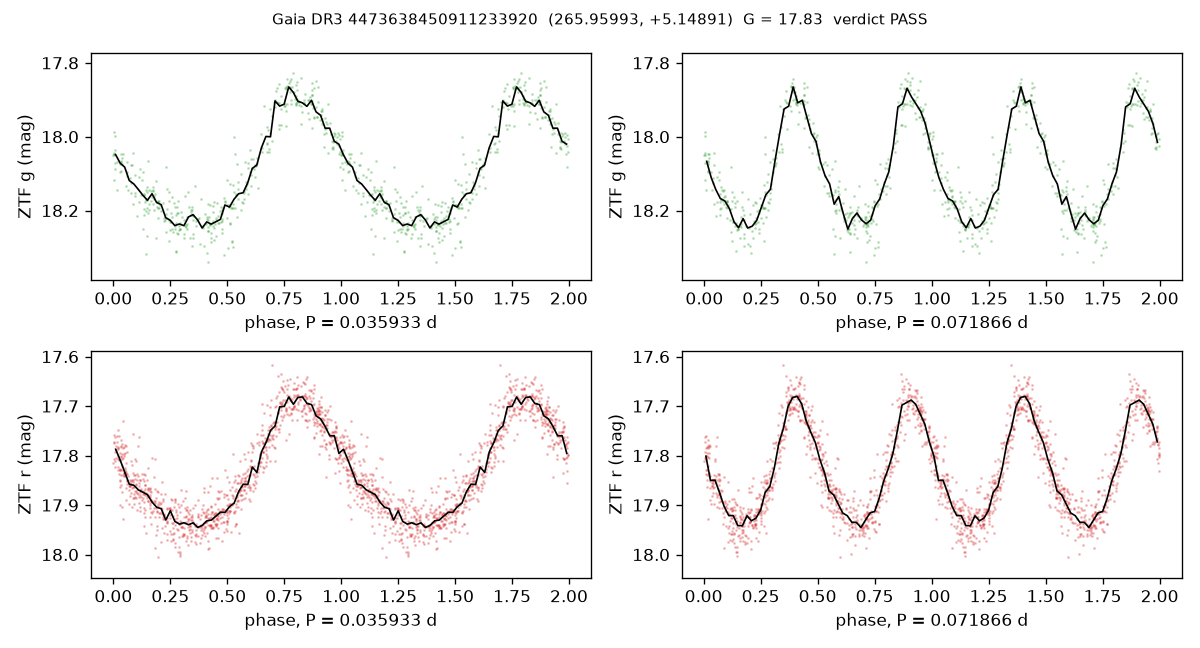 Gaia DR3 4473638450911233920 (265.95993, +5.14891) G = 17.83 verdict PASS
ZTF g (mag)
17.8
18.0
18.2
0.00 0.25 0.50 0.75 1.00 1.25 1.50 1.75 2.00
phase, P = 0.035933 d
ZTF g (mag)
17.8
18.0
18.2
0.00 0.25 0.50 0.75 1.00 1.25 1.50 1.75 2.00
phase, P = 0.071866 d
ZTF r (mag)
17.6
17.7
17.8
17.9
18.0
0.00 0.25 0.50 0.75 1.00 1.25 1.50 1.75 2.00
phase, P = 0.035933 d
ZTF r (mag)
17.6
17.7
17.8
17.9
18.0
0.00 0.25 0.50 0.75 1.00 1.25 1.50 1.75 2.00
phase, P = 0.071866 d